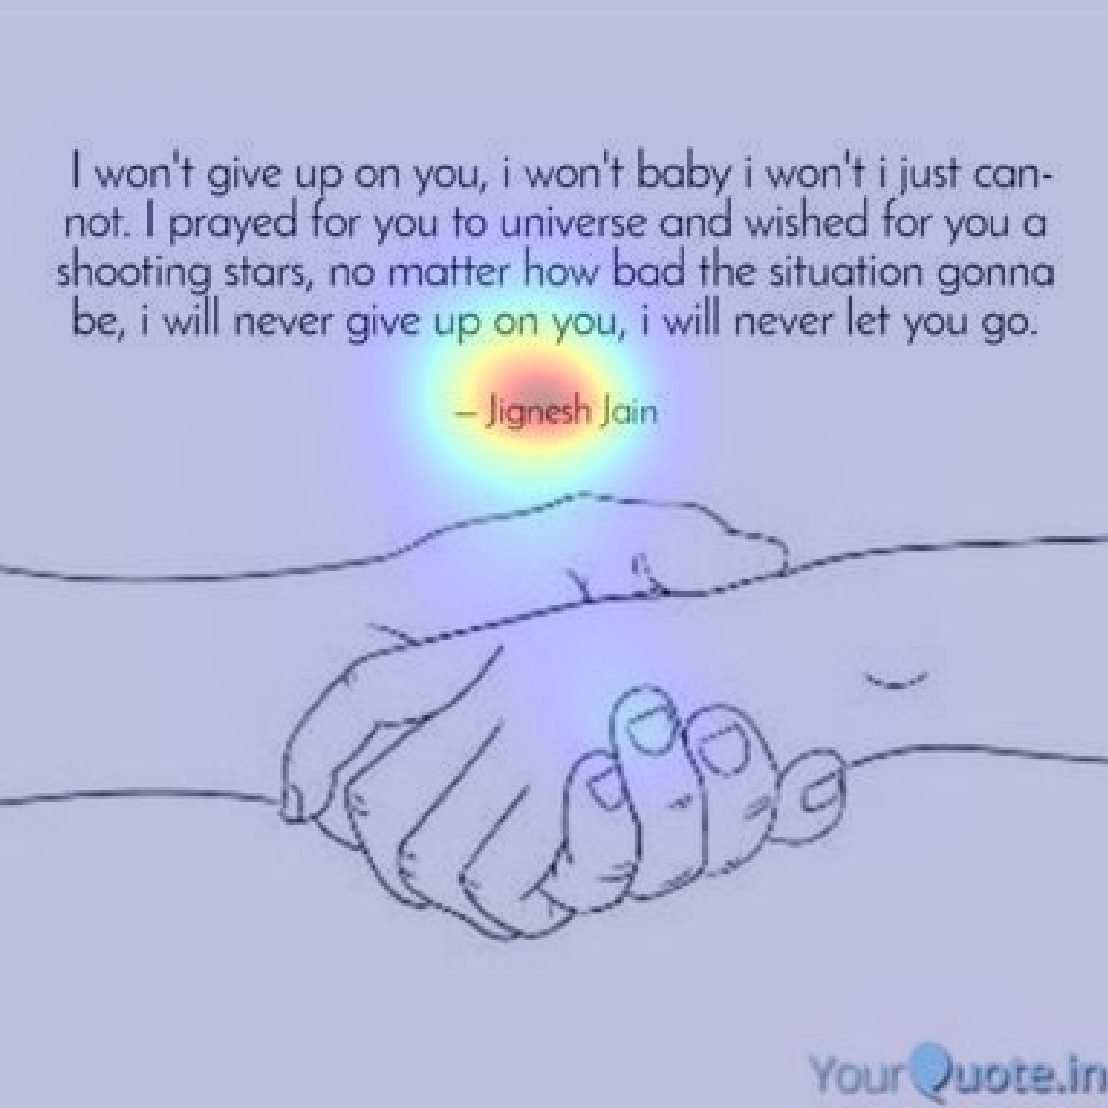 I won't give up on you, i won't baby i won't i just can-
not. I prayed for you to universe and wished for you a
shooting stars, no matter how bad the situation gonna
be, i will never give up on you, i will never let you go.
– Jignesh Jain
YourQuote.in